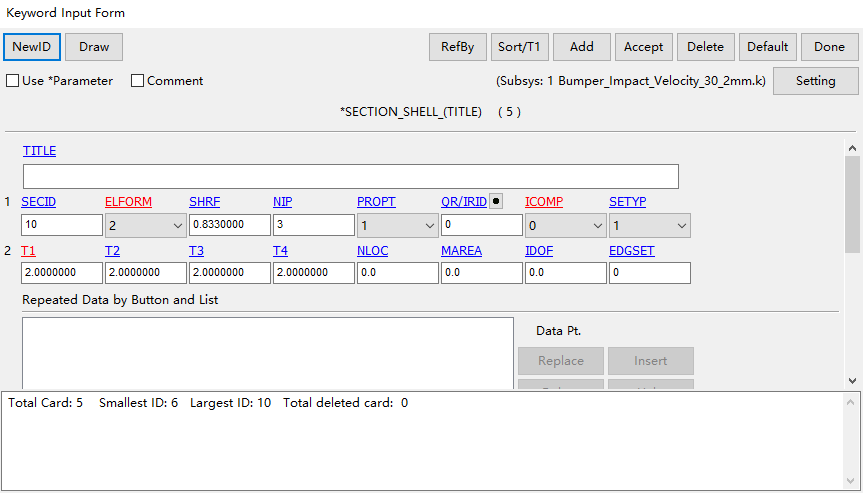 Keyword Input Form
NewID Draw RefBy Sort/T1 Add Accept Delete Default Done
Use *Parameter Comment (Subsys: 1 Bumper_Impact_Velocity_30_2mm.k) Setting
*SECTION_SHELL_(TITLE) ( 5 )
TITLE
1 SECID ELFORM SHRF NIP PROPT QR/IRID ICOMP SETYP
10 2 0.8330000 3 1 0 0 1
2 T1 T2 T3 T4 NLOC MAREA IDOF EDGSET
2.0000000 2.0000000 2.0000000 2.0000000 0.0 0.0 0.0 0
Repeated Data by Button and List
Data Pt.
Replace Insert
Total Card: 5 Smallest ID: 6 Largest ID: 10 Total deleted card: 0